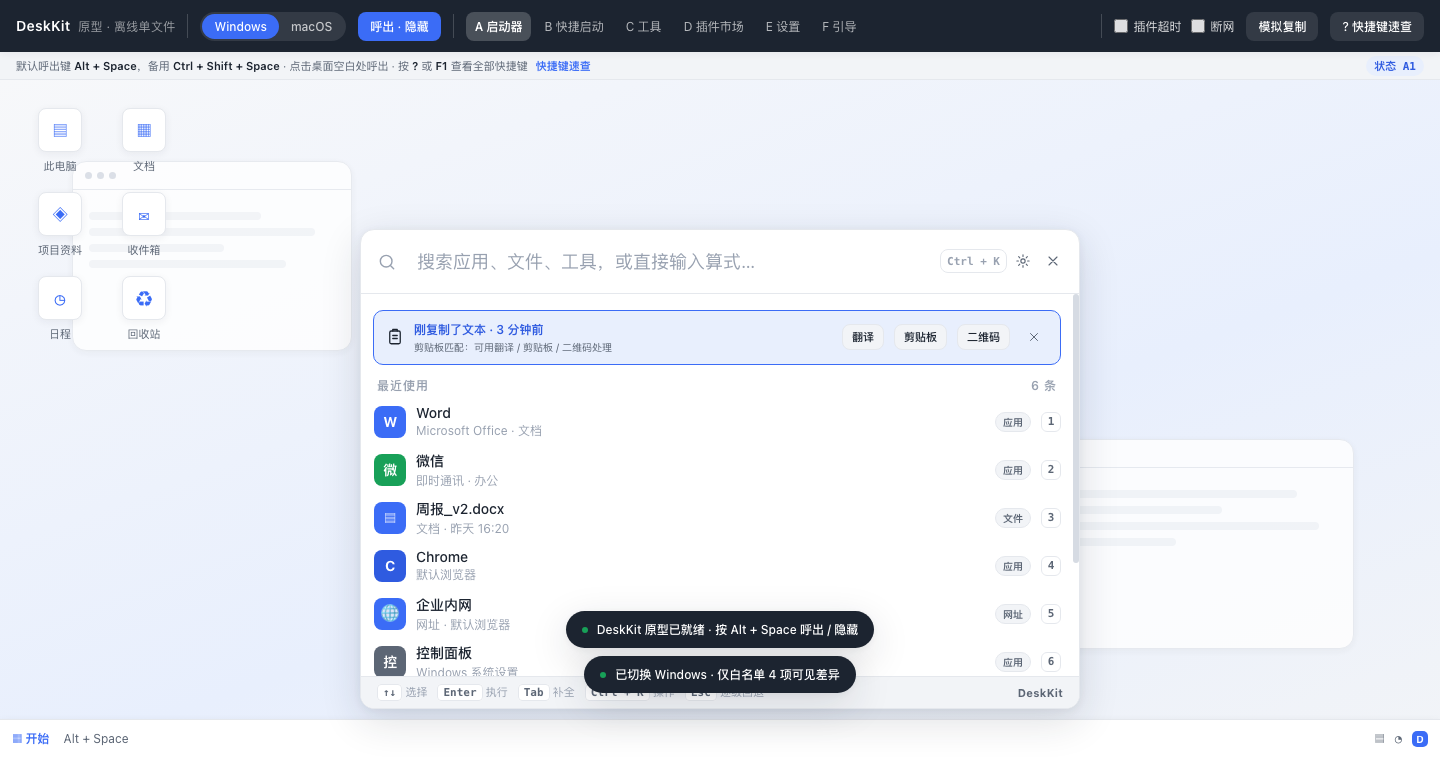 DeskKit 原型 · 离线单文件 Windows macOS 呼出 · 隐藏 A 启动器 B 快捷启动 C 工具 D 插件市场 E 设置 F 引导 插件超时 断网 模拟复制 ? 快捷键速查
默认呼出键 Alt + Space，备用 Ctrl + Shift + Space · 点击桌面空白处呼出 · 按 ? 或 F1 查看全部快捷键 快捷键速查 状态 A1
此电脑 文档
项目资料 收件箱
日程 回收站
搜索应用、文件、工具，或直接输入算式... Ctrl + K
刚复制了文本 · 3 分钟前
剪贴板匹配：可用翻译 / 剪贴板 / 二维码处理
翻译 剪贴板 二维码
最近使用 6 条
W Word
Microsoft Office · 文档
应用 1
微 微信
即时通讯 · 办公
应用 2
周报_v2.docx
文档 · 昨天 16:20
文件 3
C Chrome
默认浏览器
应用 4
企业内网
网址 · 默认浏览器
网址 5
控 控制面板
Windows 系统设置
应用 6
DeskKit 原型已就绪 · 按 Alt + Space 呼出 / 隐藏
已切换 Windows · 仅白名单 4 项可见差异
↑↓ 选择 Enter 执行 Tab 补全 Ctrl + K 操作 Esc 逐级回退 DeskKit
开始 Alt + Space D